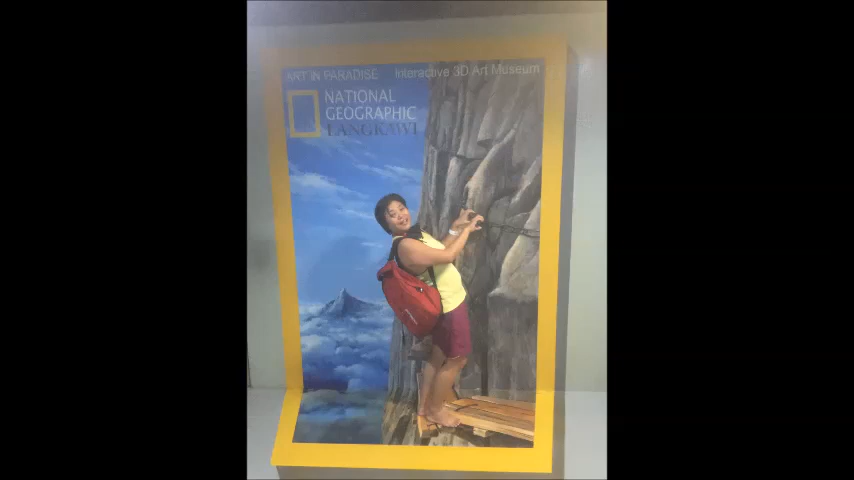 ART IN PARADISE Interactive 3D Art Museum
NATIONAL
GEOGRAPHIC
LANGKAWI